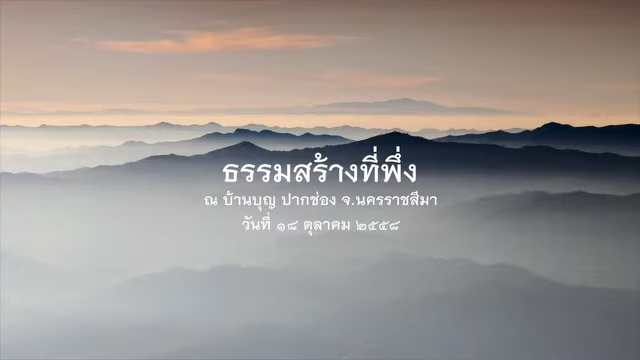 ธรรมสร้างที่พึ่ง
ณ บ้านบุญ ปากช่อง จ.นครราชสีมา
วันที่ ๑๘ ตุลาคม ๒๕๕๘